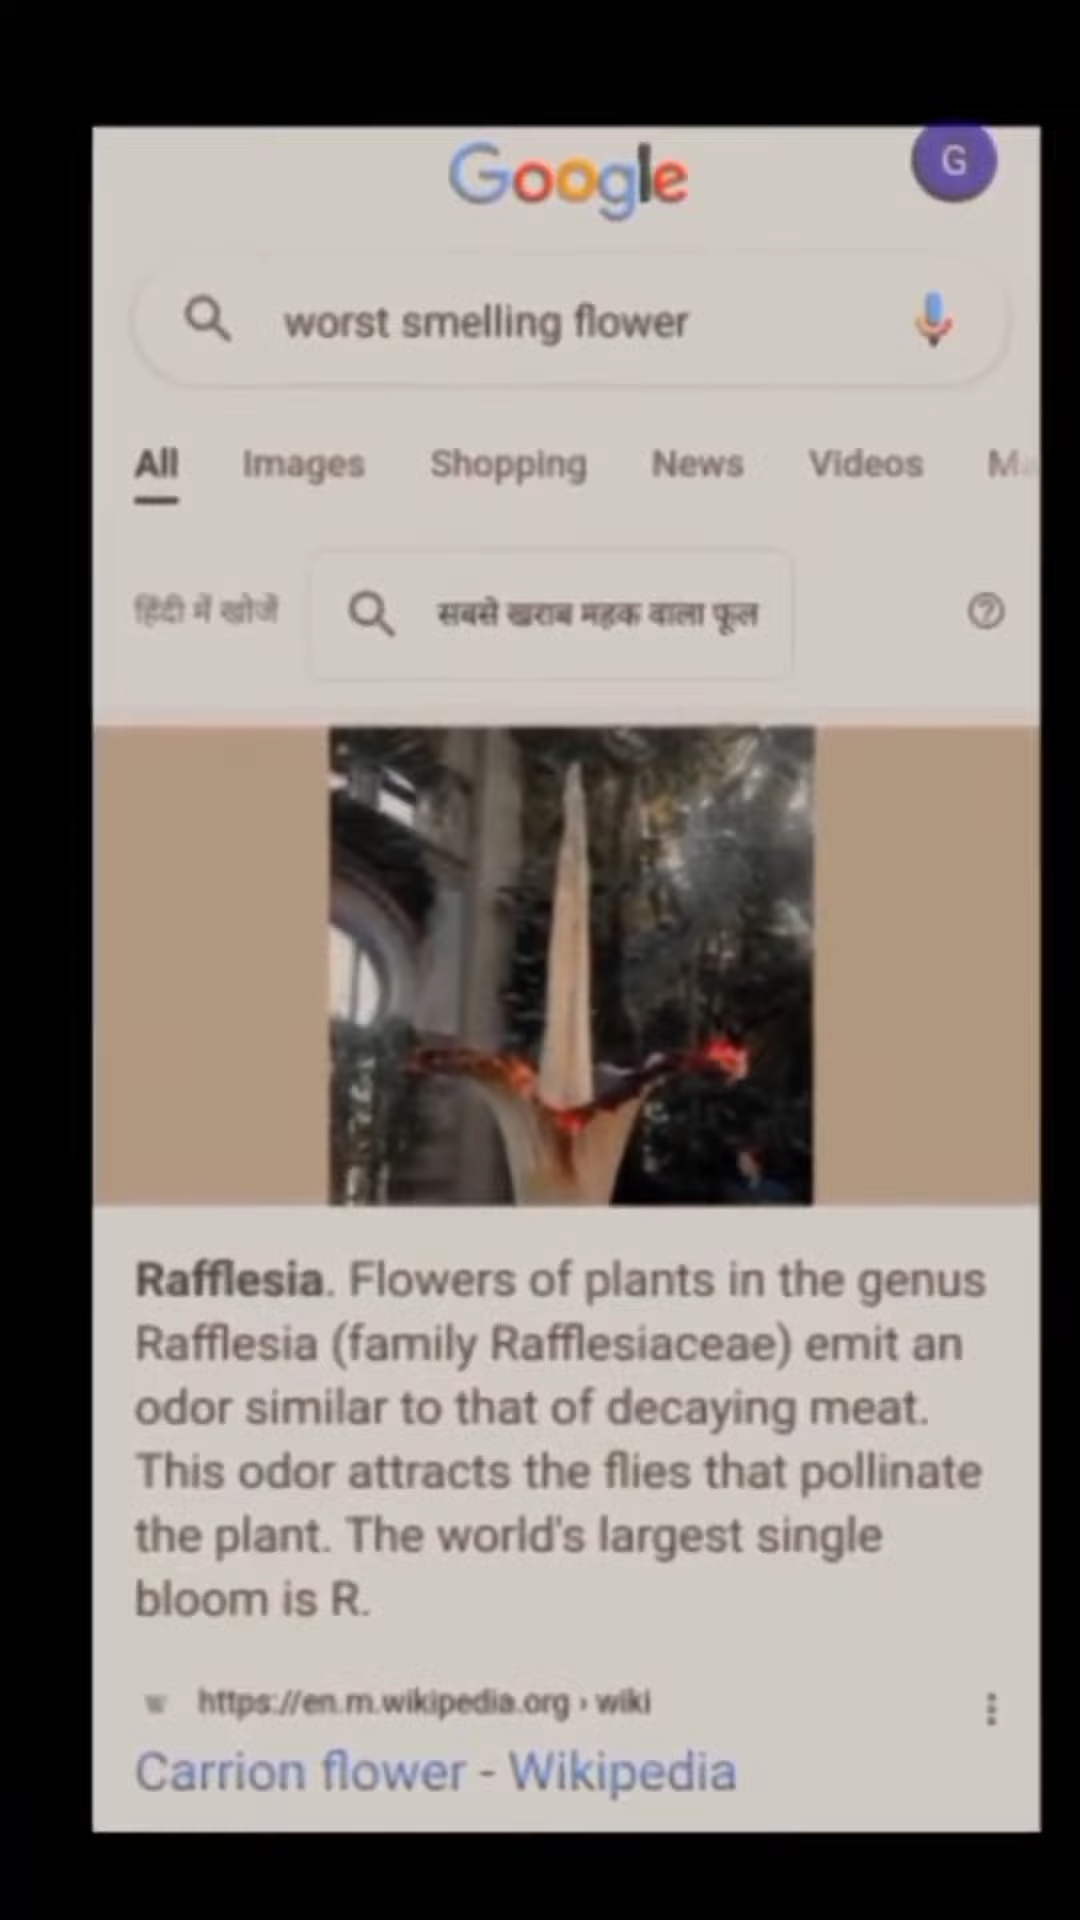 Google
G
worst smelling flower
All Images Shopping News Videos Ma
हिंदी में खोजें सबसे खराब महक वाला फूल
Rafflesia. Flowers of plants in the genus
Rafflesia (family Rafflesiaceae) emit an
odor similar to that of decaying meat.
This odor attracts the flies that pollinate
the plant. The world's largest single
bloom is R.
W https://en.m.wikipedia.org › wiki
Carrion flower - Wikipedia